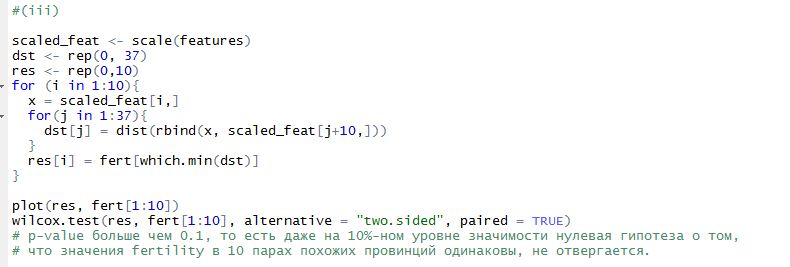 #(iii)
scaled_feat <- scale(features)
dst <- rep(0, 37)
res <- rep(0,10)
for (i in 1:10){
x = scaled_feat[i,]
for(j in 1:37){
dst[j] = dist(rbind(x, scaled_feat[j+10,]))
}
res[i] = fert[which.min(dst)]
}
plot(res, fert[1:10])
wilcox.test(res, fert[1:10], alternative = "two.sided", paired = TRUE)
# p-value больше чем 0.1, то есть даже на 10%-ном уровне значимости нулевая гипотеза о том,
# что значения fertility в 10 парах похожих провинций одинаковы, не отвергается.